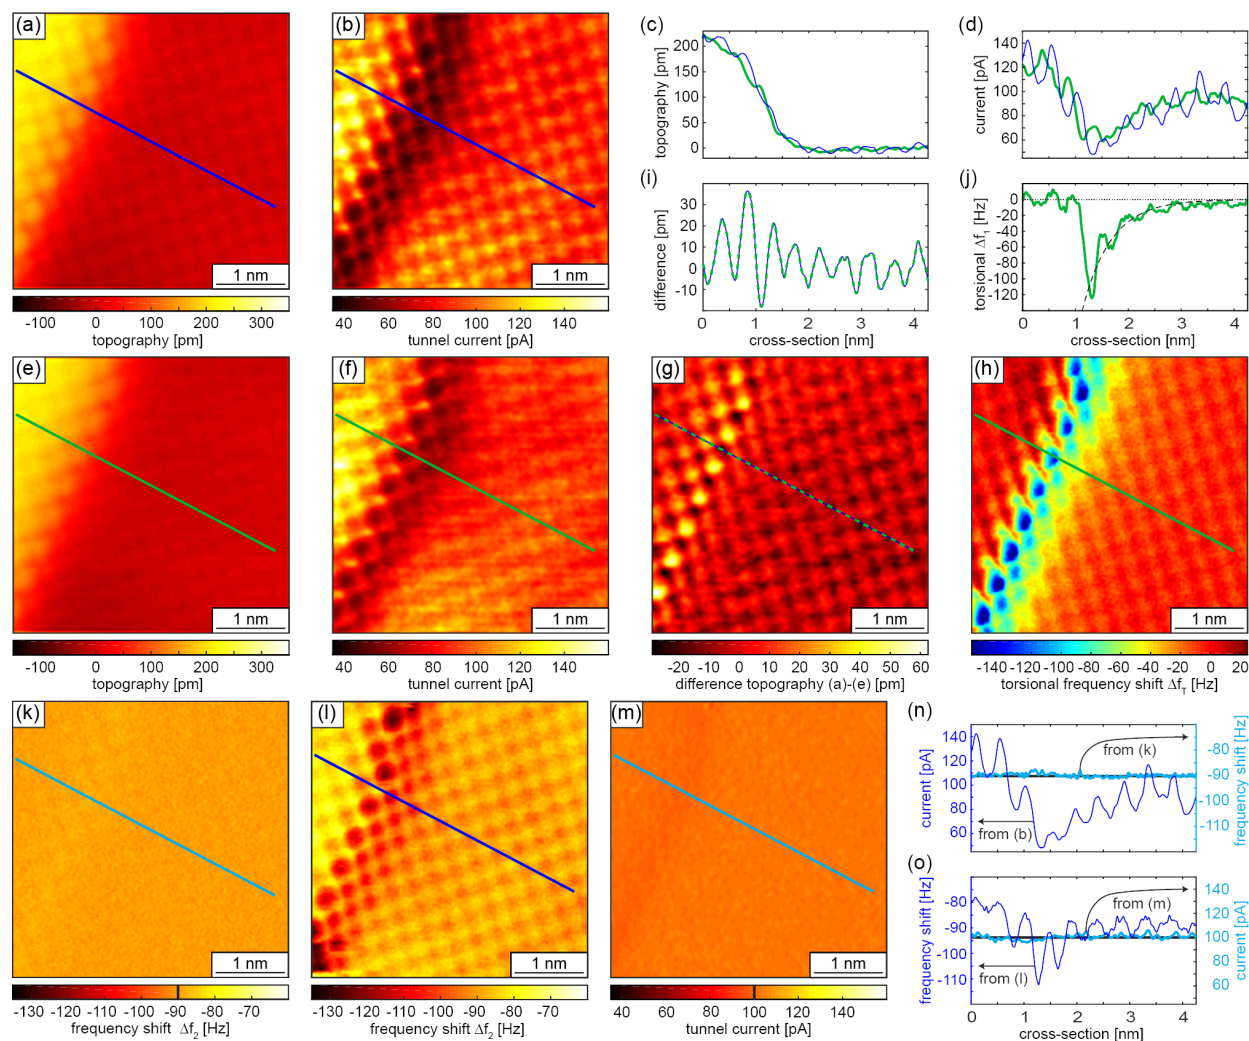 (a)
1 nm
-100 0 100 200 300
topography [pm]
(b)
1 nm
40 60 80 100 120 140
tunnel current [pA]
(c)
200
150
100
50
0
topography [pm]
(d)
140
120
100
80
60
current [pA]
(i)
30
20
10
0
-10
difference [pm]
0 1 2 3 4
cross-section [nm]
(j)
0
-20
-40
-60
-80
-100
-120
torsional Δf₁ [Hz]
0 1 2 3 4
cross-section [nm]
(e)
1 nm
-100 0 100 200 300
topography [pm]
(f)
1 nm
40 60 80 100 120 140
tunnel current [pA]
(g)
1 nm
-20 -10 0 10 20 30 40 50 60
difference topography (a)-(e) [pm]
(h)
1 nm
-140 -120 -100 -80 -60 -40 -20 0 20
torsional frequency shift Δf_T [Hz]
(k)
1 nm
-130 -120 -110 -100 -90 -80 -70
frequency shift Δf₂ [Hz]
(l)
1 nm
-130 -120 -110 -100 -90 -80 -70
frequency shift Δf₂ [Hz]
(m)
1 nm
40 60 80 100 120 140
tunnel current [pA]
(n)
140
120
100
80
60
current [pA]
from (k)
from (b)
-80
-90
-100
-110
frequency shift [Hz]
(o)
-80
-90
-100
-110
frequency shift [Hz]
from (m)
from (l)
140
120
100
80
60
current [pA]
0 1 2 3 4
cross-section [nm]